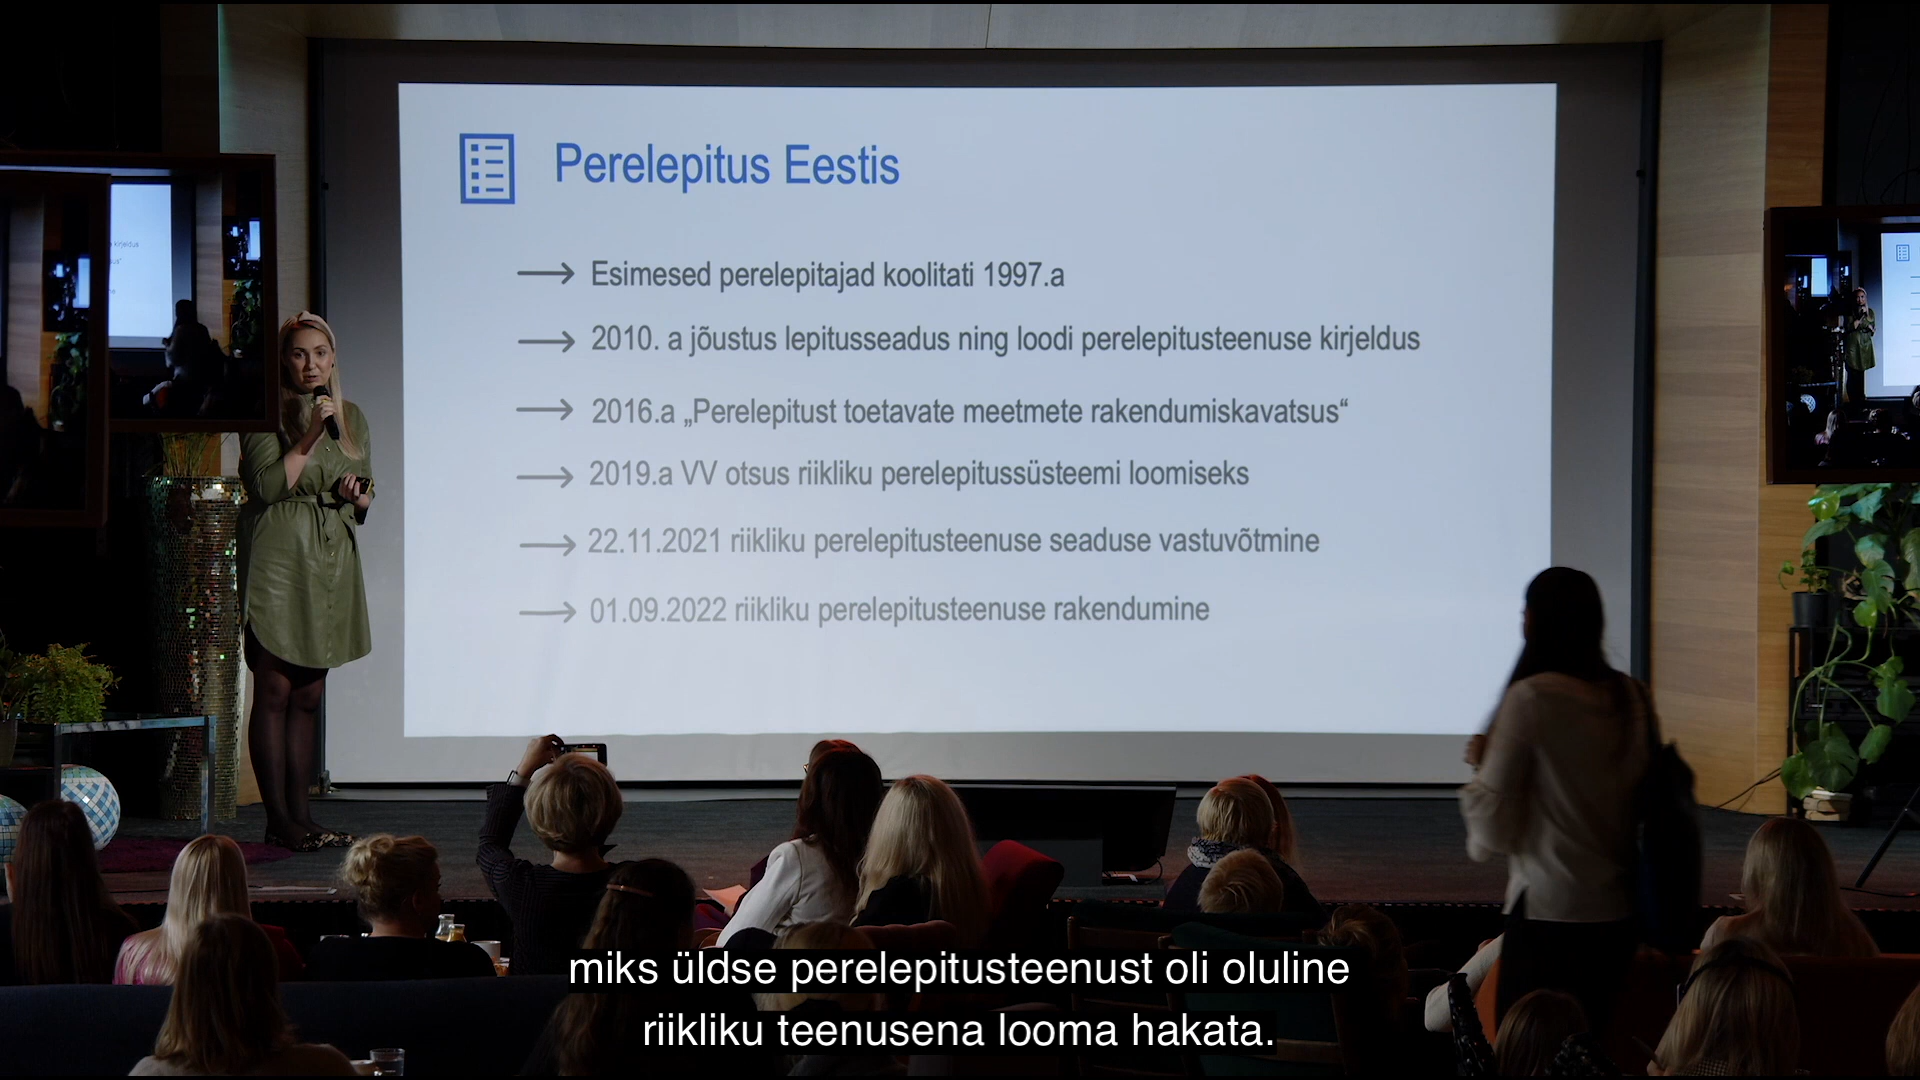 Perelepitus Eestis
Esimesed perelepitajad koolitati 1997.a
2010. a jõustus lepitusseadus ning loodi perelepitusteenuse kirjeldus
2016.a „Perelepitust toetavate meetmete rakendumiskavatsus“
2019.a VV otsus riikliku perelepitussüsteemi loomiseks
22.11.2021 riikliku perelepitusteenuse seaduse vastuvõtmine
01.09.2022 riikliku perelepitusteenuse rakendumine
kirjeldus
miks üldse perelepitusteenust oli oluline
riikliku teenusena looma hakata.